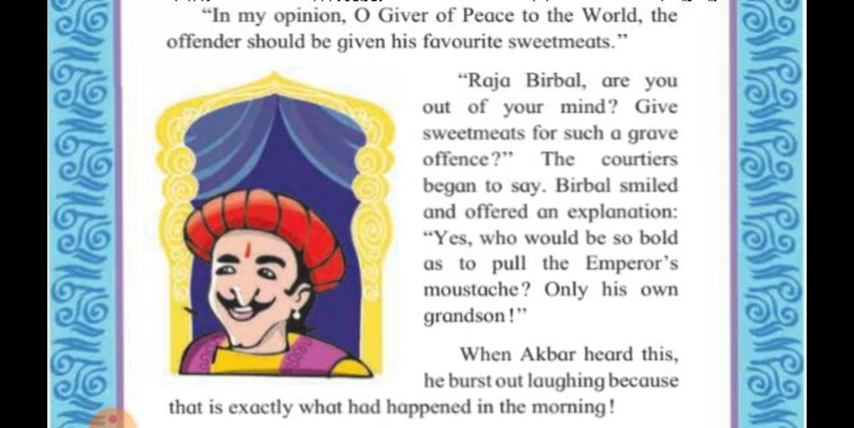 “In my opinion, O Giver of Peace to the World, the
offender should be given his favourite sweetmeats.”
“Raja Birbal, are you
out of your mind? Give
sweetmeats for such a grave
offence?” The courtiers
began to say. Birbal smiled
and offered an explanation:
“Yes, who would be so bold
as to pull the Emperor’s
moustache? Only his own
grandson!”
When Akbar heard this,
he burst out laughing because
that is exactly what had happened in the morning!